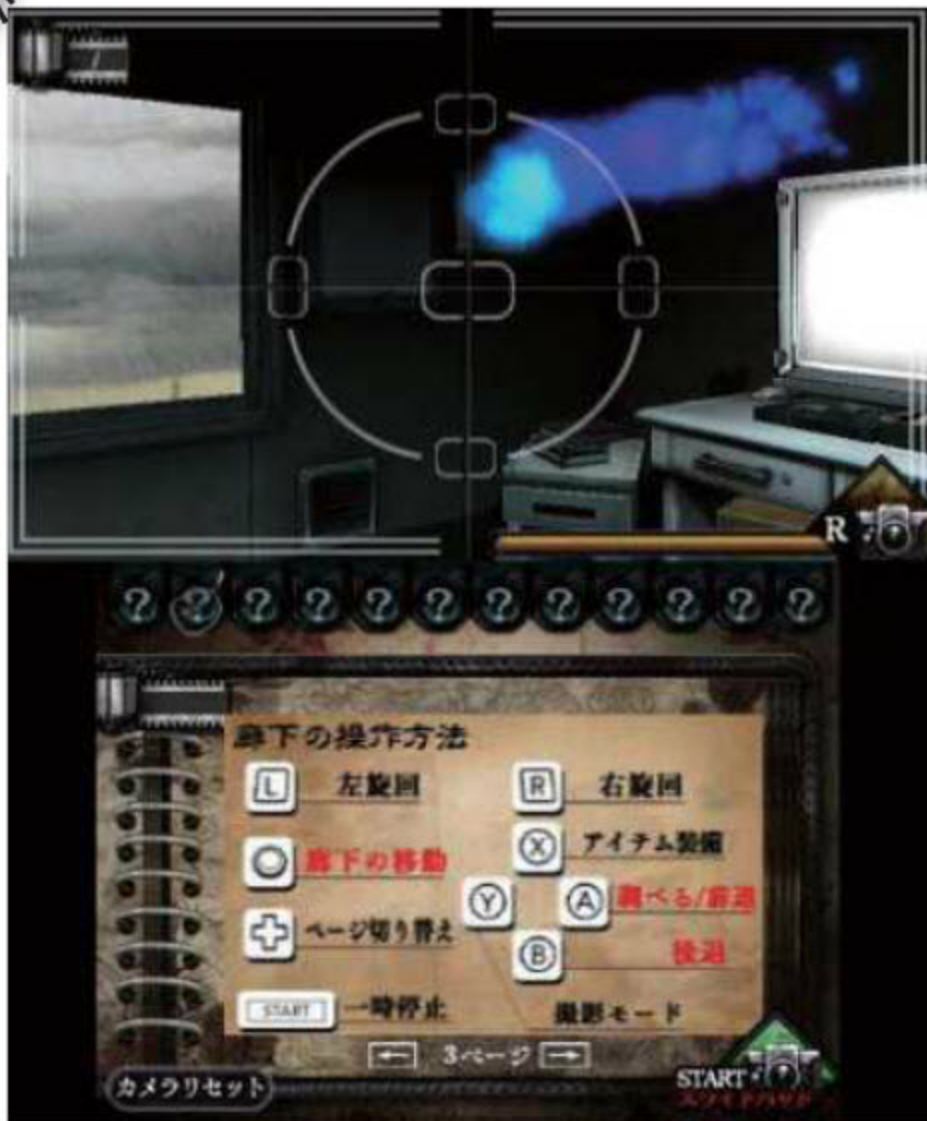 R
? ? ? ? ? ? ? ? ? ? ? ?
廊下の操作方法
L 左旋回
R 右旋回
X アイテム装備
廊下の移動
Y A 調べる/前進
ページ切り替え
B 後退
START 一時停止
撮影モード
← 3ページ →
カメラリセット
START